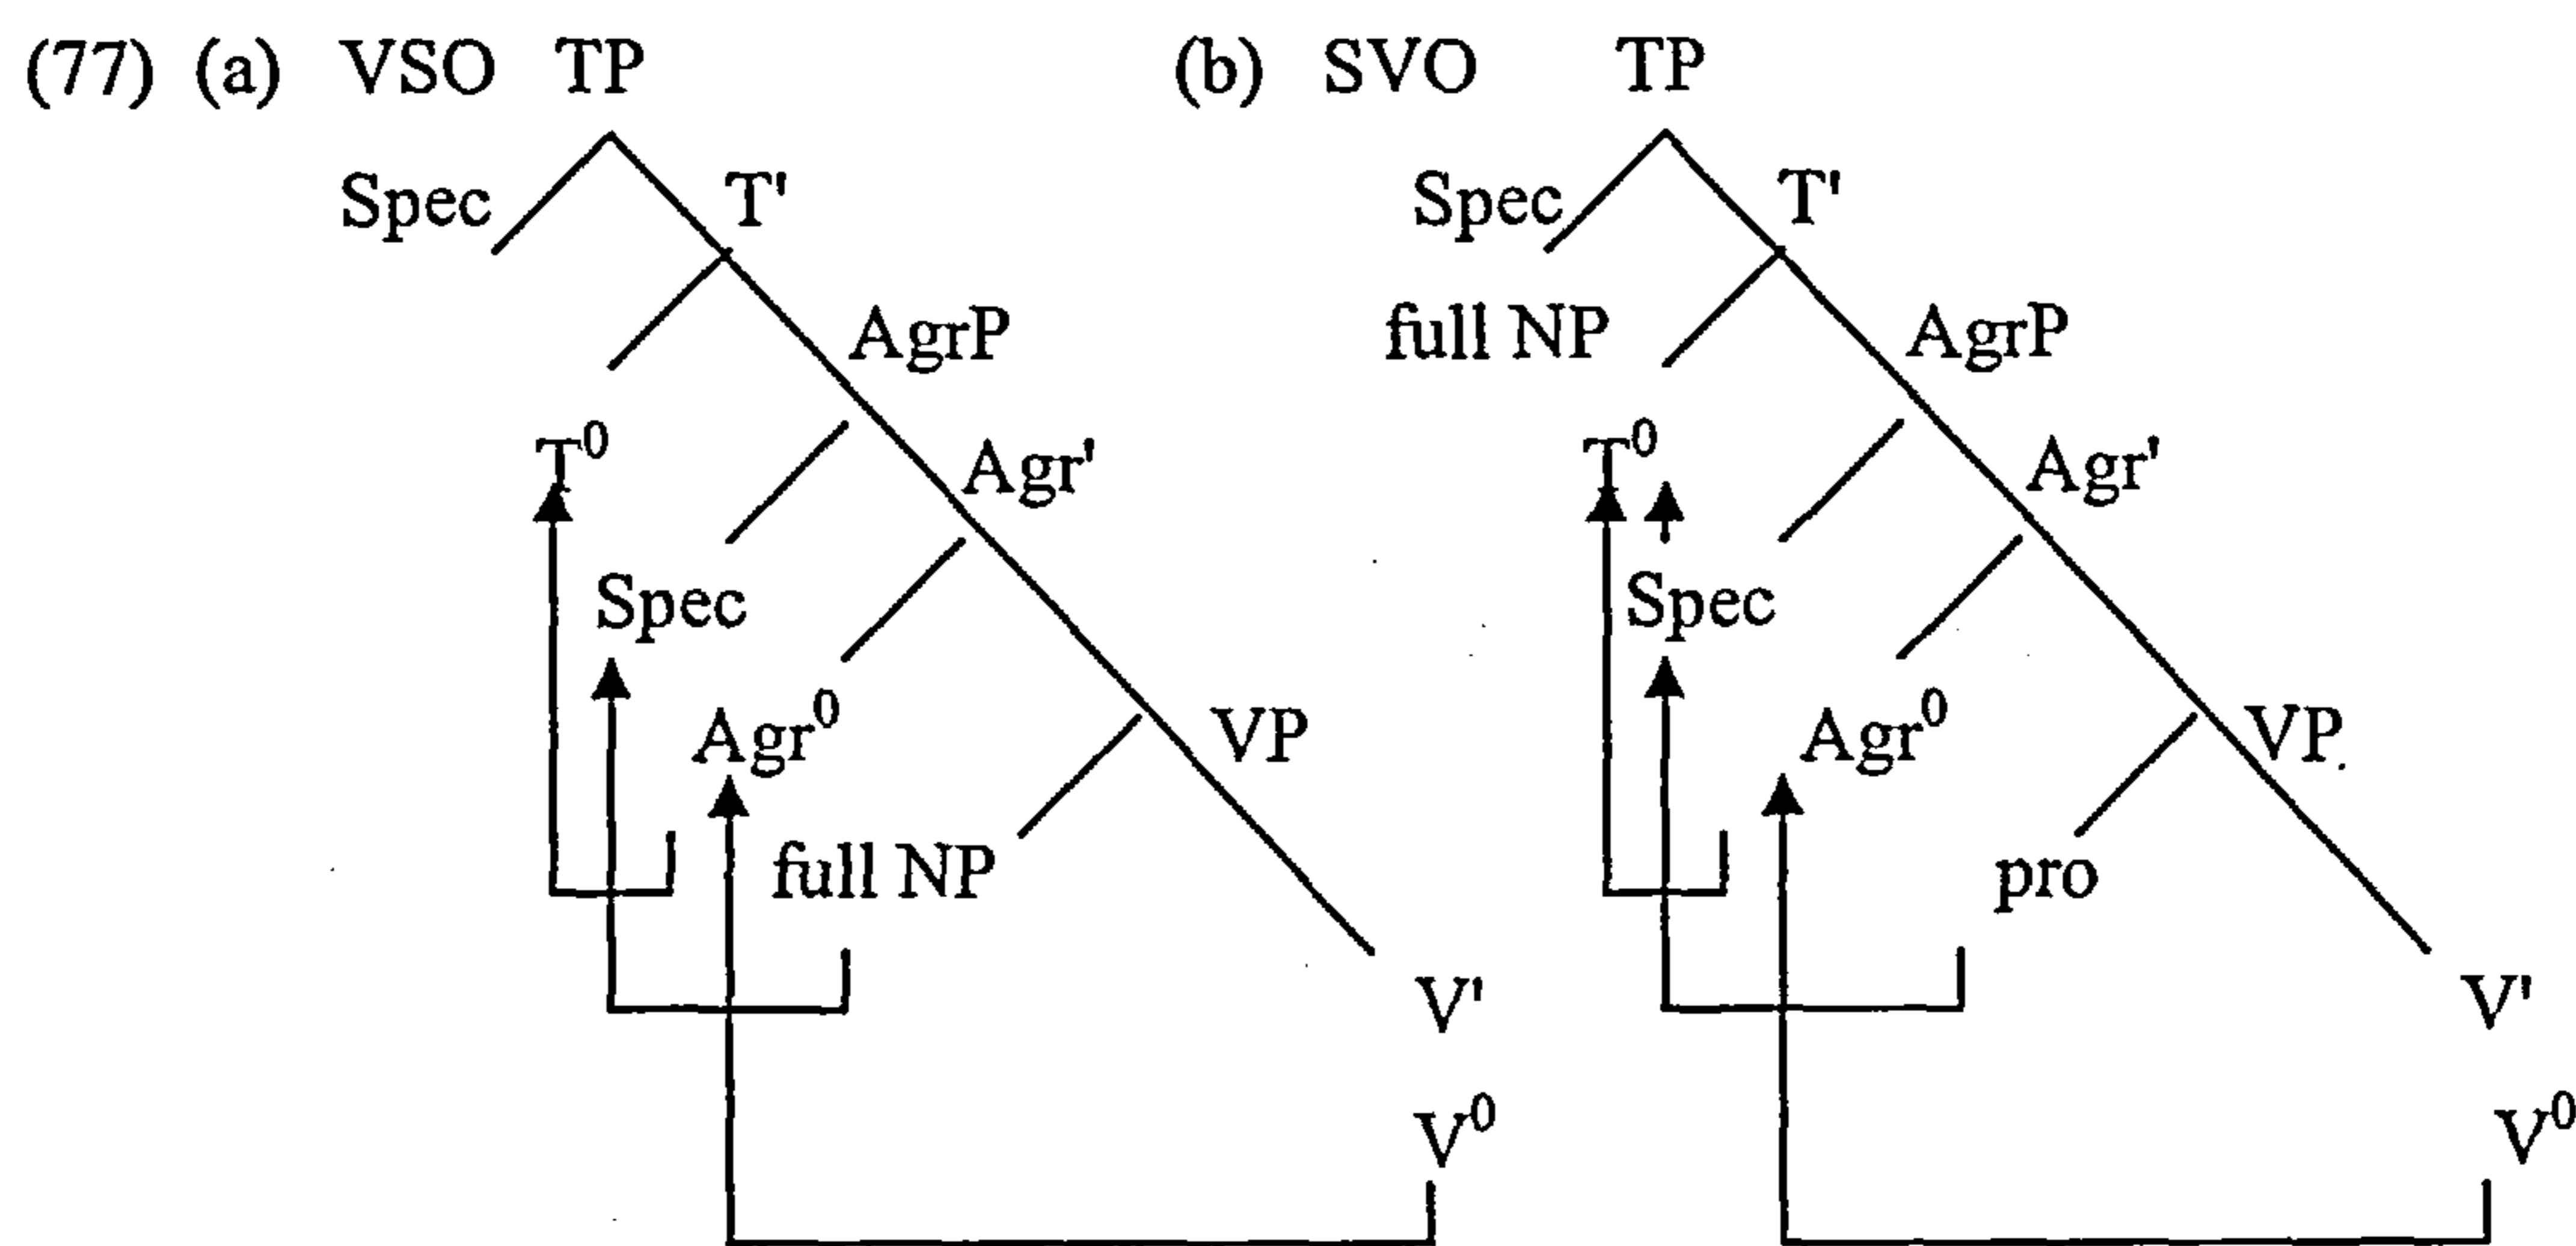 (77) (a) VSO TP (b) SVO TP
Spec T' Spec T'
AgrP full NP AgrP
T⁰ Agr' T⁰ Agr'
Spec Spec
Agr⁰ VP Agr⁰ VP
full NP pro
V' V'
V⁰ V⁰